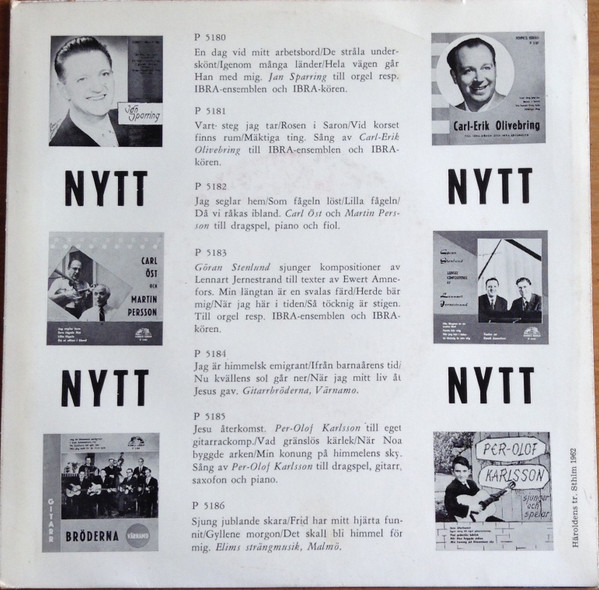 P 5180
En dag vid mitt arbetsbord/De stråla under-
skönt/Igenom många länder/Hela vägen går
Han med mig. Jan Sparring till orgel resp.
IBRA-ensemblen och IBRA-kören.
P 5181
Vart steg jag tar/Rosen i Saron/Vid korset
finns rum/Mäktiga ting. Sång av Carl-Erik
Olivebring till IBRA-ensemblen och IBRA-
kören.
P 5182
Jag seglar hem/Som fågeln löst/Lilla fågeln/
Då vi råkas ibland. Carl Öst och Martin Pers-
son till dragspel, piano och fiol.
P 5183
Göran Stenlund sjunger kompositioner av
Lennart Jernestrand till texter av Ewert Amne-
fors. Min längtan är en svalas färd/Herde bär
mig/När jag här i tiden/Så töcknig är stigen.
Till orgel resp. IBRA-ensemblen och IBRA-
kören.
P 5184
Jag är himmelsk emigrant/Ifrån barnaårens tid/
Nu kvällens sol går ner/När jag mitt liv åt
Jesus gav. Gitarrbröderna, Värnamo.
P 5185
Jesu återkomst. Per-Olof Karlsson till eget
gitarrackomp./Vad gränslös kärlek/När Noa
byggde arken/Min konung på himmelens sky.
Sång av Per-Olof Karlsson till dragspel, gitarr,
saxofon och piano.
P 5186
Sjung jublande skara/Frid har mitt hjärta fun-
nit/Gyllene morgon/Det skall bli himmel för
mig. Elims strängmusik, Malmö.
Jan
Sparring
NYTT
CARL
ÖST
OCH
MARTIN
PERSSON
NYTT
GITARR
BRÖDERNA
VÄRNAMO
Carl-Erik Olivebring
NYTT
NYTT
PER-OLOF
KARLSSON
sjunger
och
spelar
Häroldens tr. Sthlm 1962